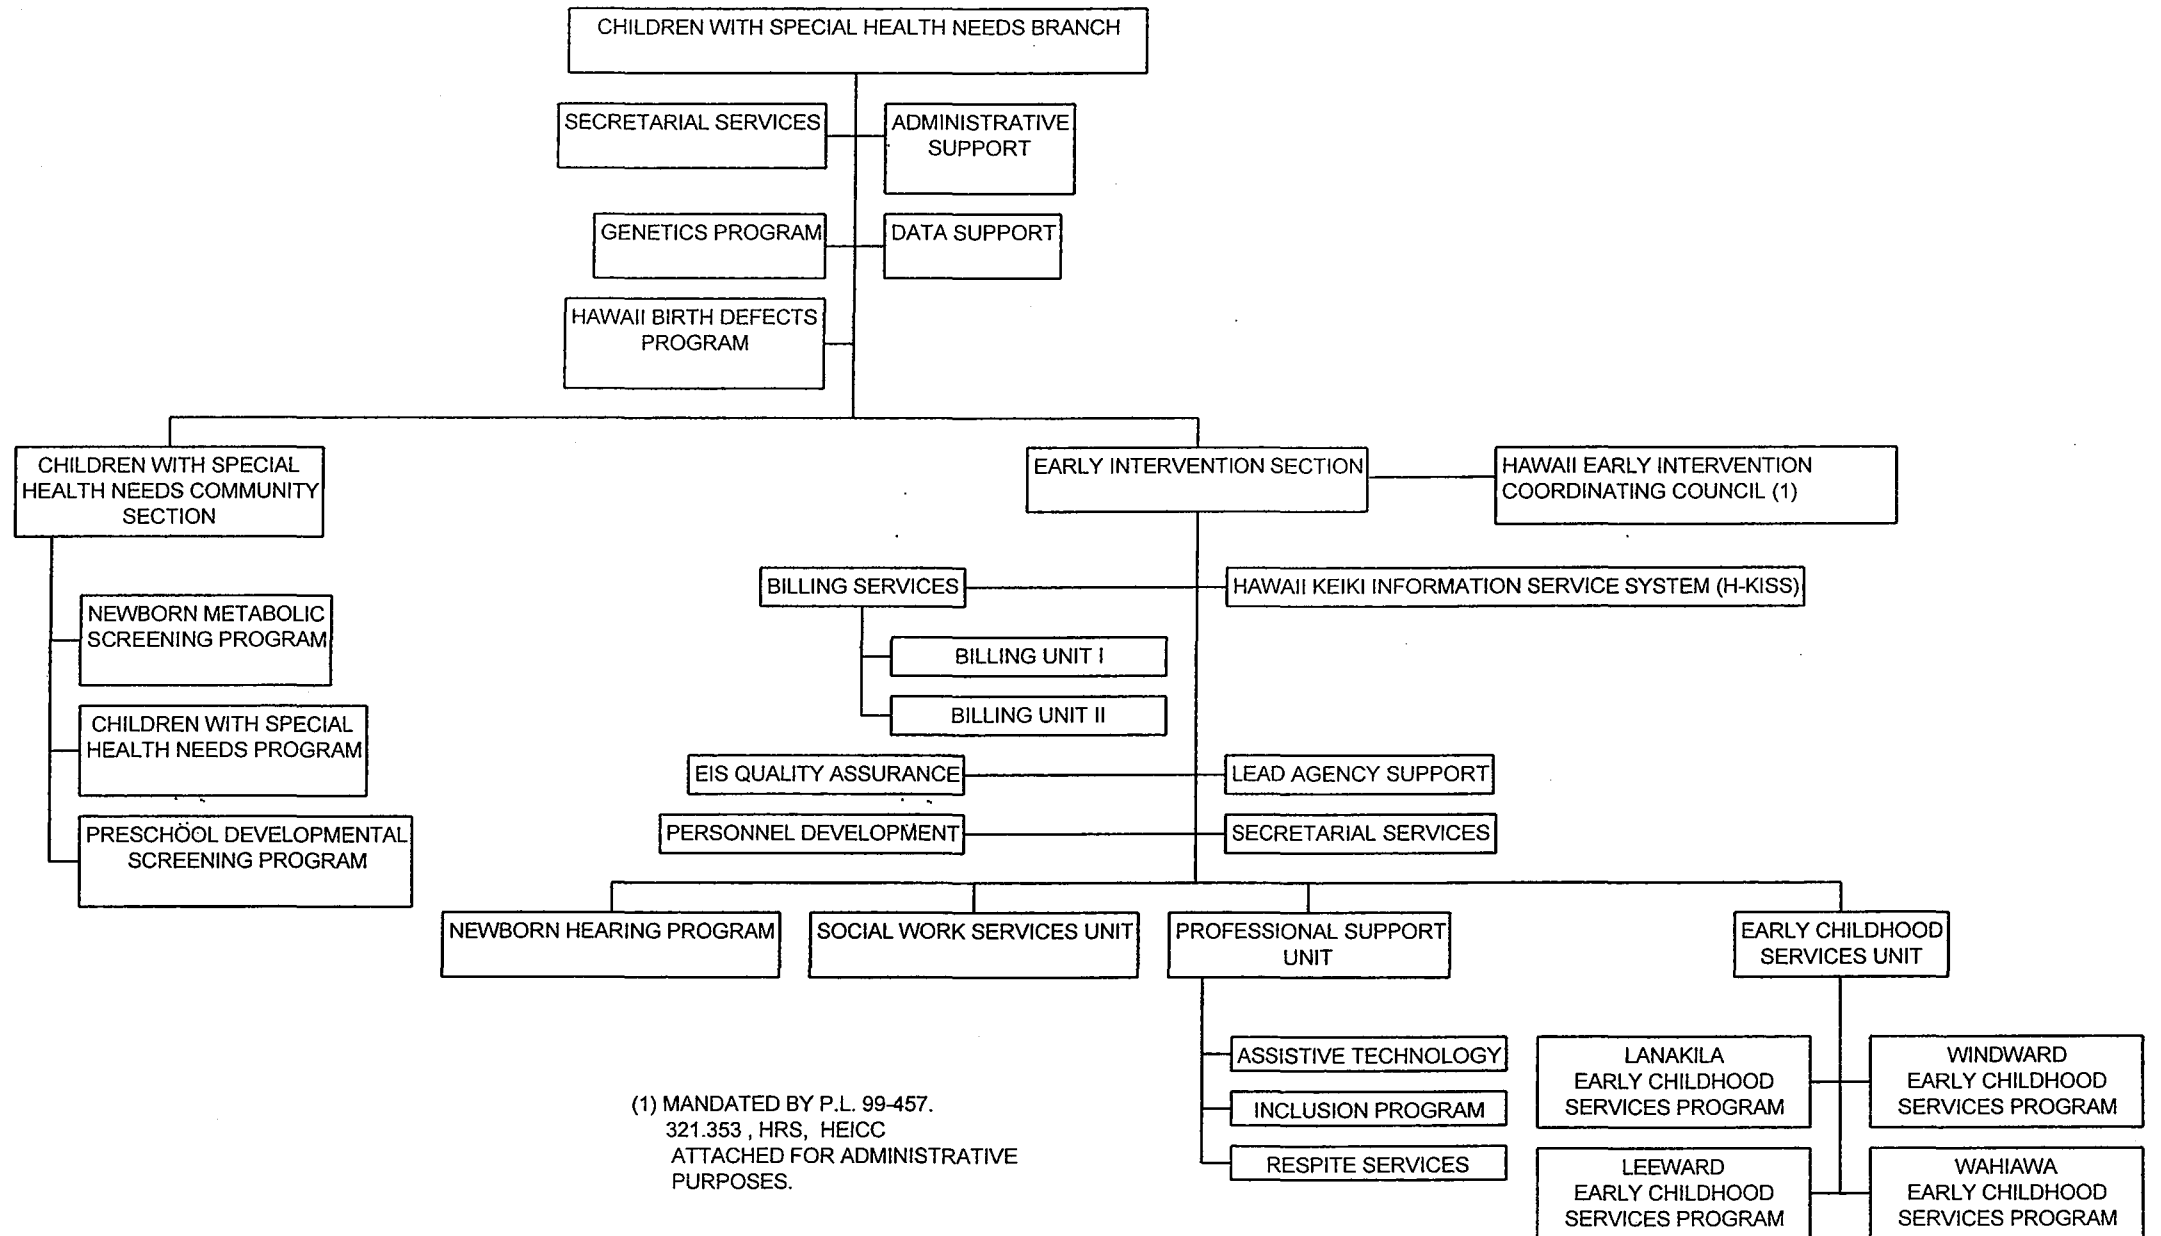 CHILDREN WITH SPECIAL HEALTH NEEDS BRANCH
SECRETARIAL SERVICES
ADMINISTRATIVE
SUPPORT
GENETICS PROGRAM
DATA SUPPORT
HAWAII BIRTH DEFECTS
PROGRAM
CHILDREN WITH SPECIAL
HEALTH NEEDS COMMUNITY
SECTION
EARLY INTERVENTION SECTION
HAWAII EARLY INTERVENTION
COORDINATING COUNCIL (1)
NEWBORN METABOLIC
SCREENING PROGRAM
CHILDREN WITH SPECIAL
HEALTH NEEDS PROGRAM
PRESCHOOL DEVELOPMENTAL
SCREENING PROGRAM
BILLING SERVICES
HAWAII KEIKI INFORMATION SERVICE SYSTEM (H-KISS)
BILLING UNIT I
BILLING UNIT II
EIS QUALITY ASSURANCE
LEAD AGENCY SUPPORT
PERSONNEL DEVELOPMENT
SECRETARIAL SERVICES
NEWBORN HEARING PROGRAM
SOCIAL WORK SERVICES UNIT
PROFESSIONAL SUPPORT
UNIT
EARLY CHILDHOOD
SERVICES UNIT
ASSISTIVE TECHNOLOGY
INCLUSION PROGRAM
RESPITE SERVICES
LANAKILA
EARLY CHILDHOOD
SERVICES PROGRAM
WINDWARD
EARLY CHILDHOOD
SERVICES PROGRAM
LEEWARD
EARLY CHILDHOOD
SERVICES PROGRAM
WAHIAWA
EARLY CHILDHOOD
SERVICES PROGRAM
(1) MANDATED BY P.L. 99-457.
321.353 , HRS, HEICC
ATTACHED FOR ADMINISTRATIVE
PURPOSES.